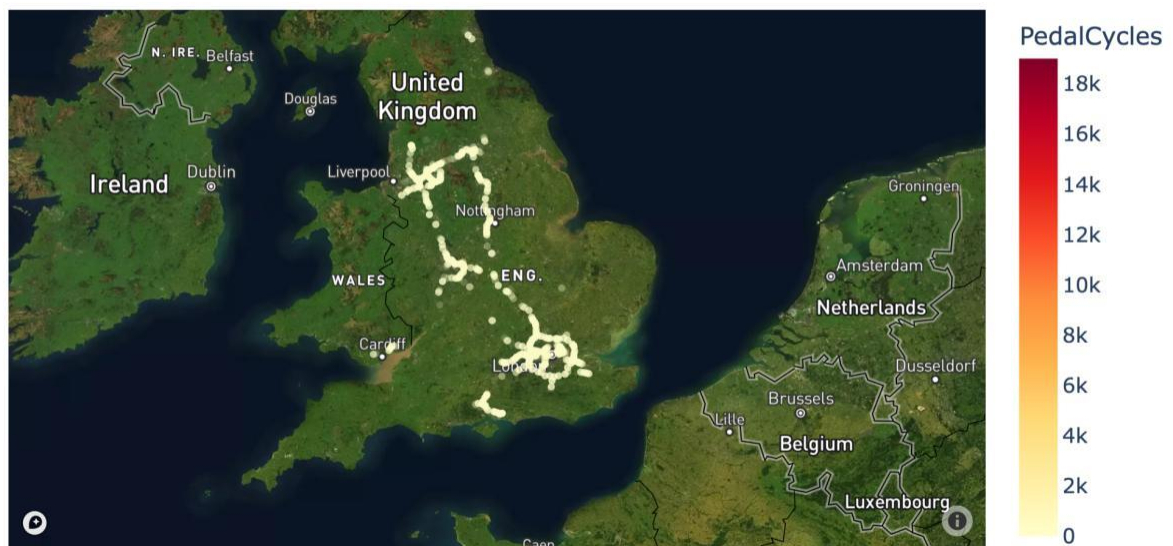 PedalCycles
N. IRE.
Belfast
United
Kingdom
Douglas
Ireland
Dublin
Liverpool
Nottingham
WALES
ENG.
Cardiff
London
Groningen
Amsterdam
Netherlands
Dusseldorf
Brussels
Lille
Belgium
Luxembourg
Caen
18k
16k
14k
12k
10k
8k
6k
4k
2k
0
i